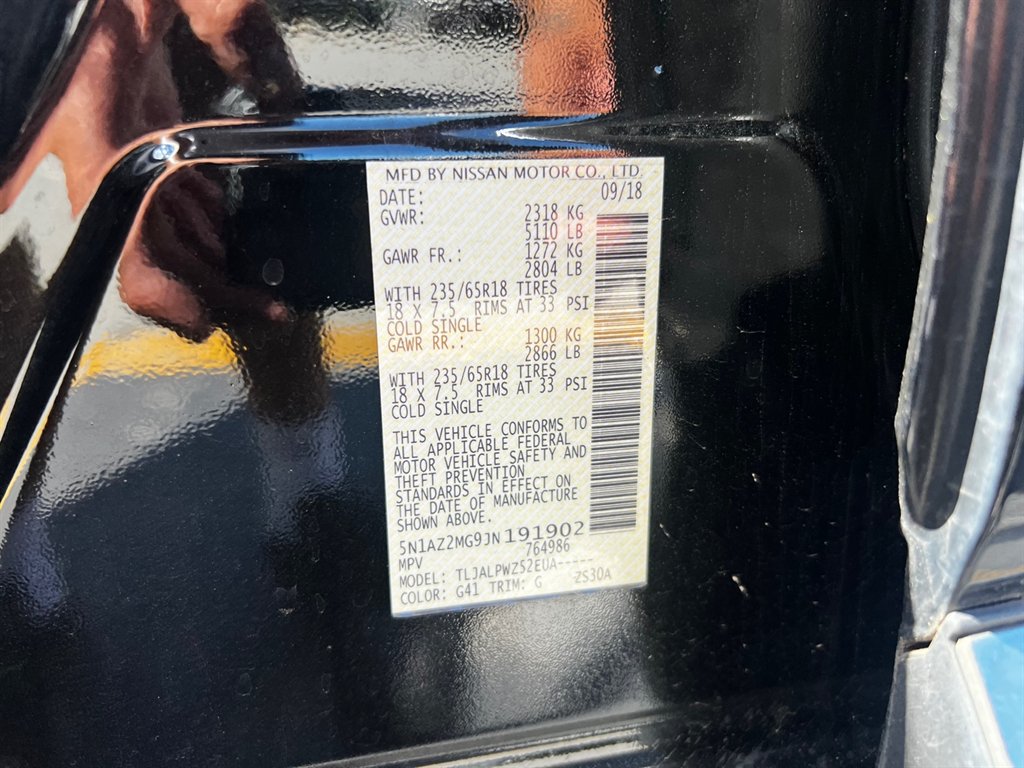 MFD BY NISSAN MOTOR CO., LTD.
DATE: 09/18
GVWR: 2318 KG
5110 LB
GAWR FR.: 1272 KG
2804 LB
WITH 235/65R18 TIRES
18 X 7.5 RIMS AT 33 PSI
COLD SINGLE
GAWR RR.: 1300 KG
2866 LB
WITH 235/65R18 TIRES
18 X 7.5 RIMS AT 33 PSI
COLD SINGLE
THIS VEHICLE CONFORMS TO
ALL APPLICABLE FEDERAL
MOTOR VEHICLE SAFETY AND
THEFT PREVENTION
STANDARDS IN EFFECT ON
THE DATE OF MANUFACTURE
SHOWN ABOVE.
5N1AZ2MG9JN191902
MPV 764986
MODEL: TLJALPWZ52EUA-----
COLOR: G41 TRIM: G ZS30A